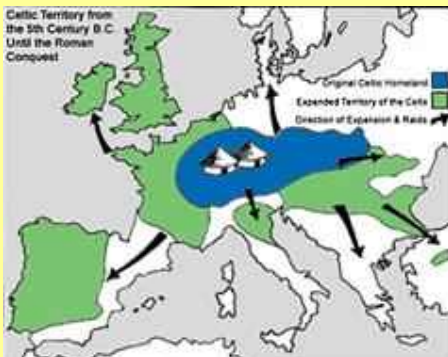 Celtic Territory from
the 5th Century B.C.
Until the Roman
Conquest
Original Celtic Homeland
Expanded Territory of the Celts
Direction of Expansion & Raids